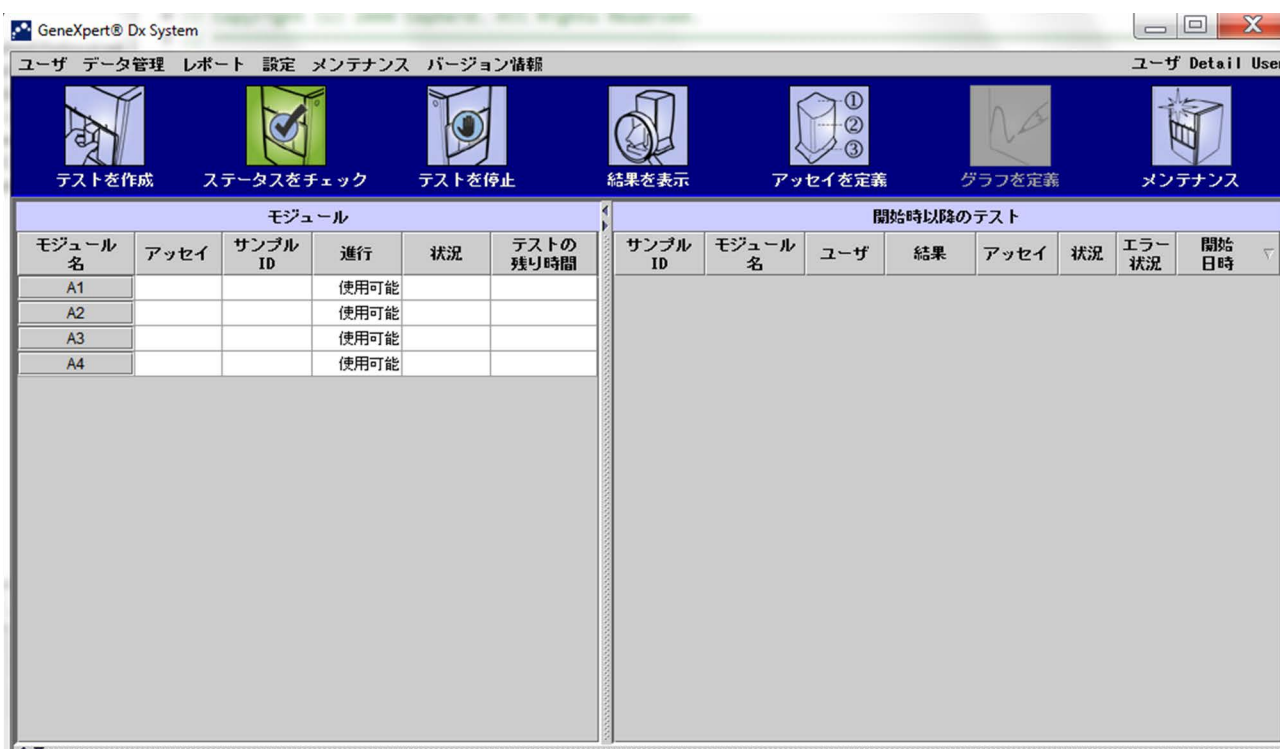 GeneXpert® Dx System
ユーザ データ管理 レポート 設定 メンテナンス バージョン情報
ユーザ Detail User
①
②
③
テストを作成 ステータスをチェック テストを停止 結果を表示 アッセイを定義 グラフを定義 メンテナンス
モジュール 開始時以降のテスト
モジュール名 アッセイ サンプルID 進行 状況 テストの残り時間 サンプルID モジュール名 ユーザ 結果 アッセイ 状況 エラー状況 開始日時
A1 使用可能
A2 使用可能
A3 使用可能
A4 使用可能